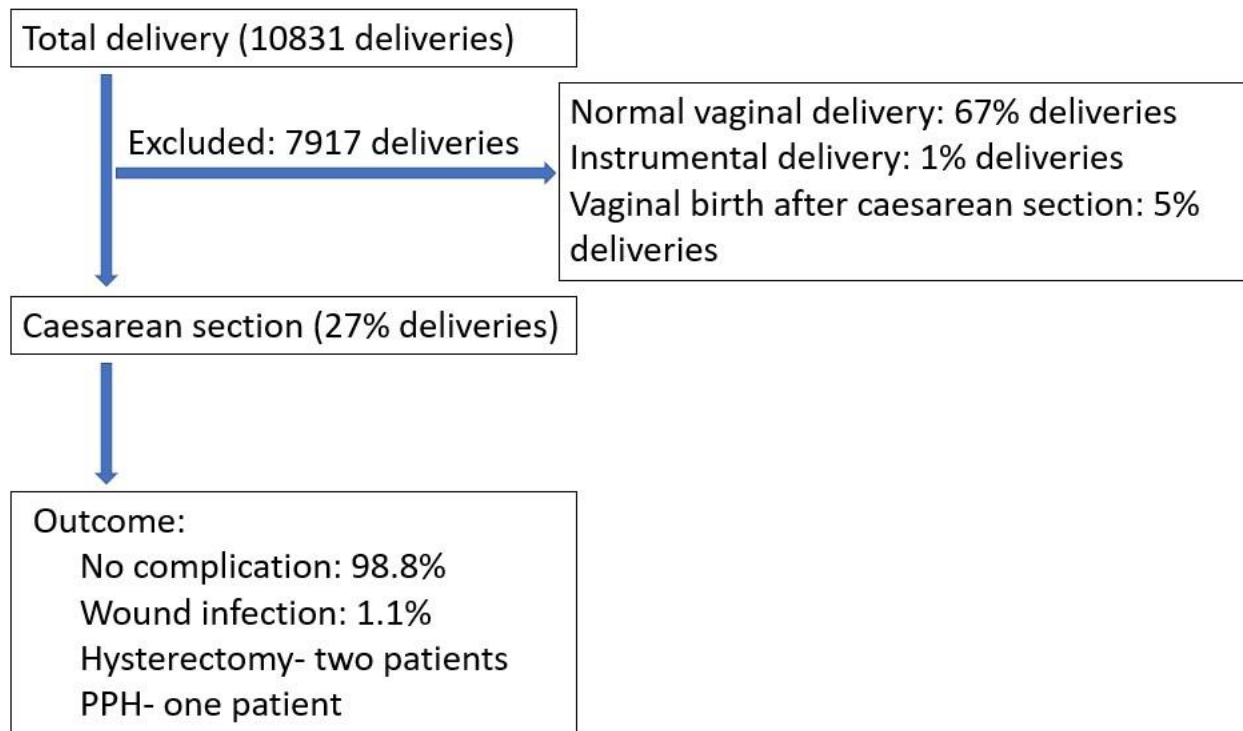 Total delivery (10831 deliveries)
Excluded: 7917 deliveries
Normal vaginal delivery: 67% deliveries
Instrumental delivery: 1% deliveries
Vaginal birth after caesarean section: 5%
deliveries
Caesarean section (27% deliveries)
Outcome:
No complication: 98.8%
Wound infection: 1.1%
Hysterectomy- two patients
PPH- one patient